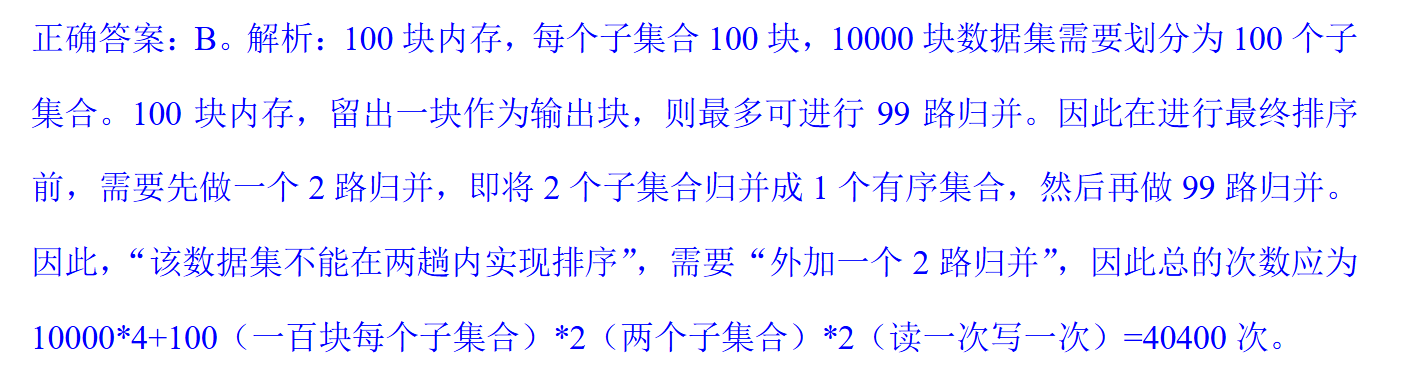 正确答案：B。解析：100 块内存，每个子集合 100 块，10000 块数据集需要划分为 100 个子
集合。100 块内存，留出一块作为输出块，则最多可进行 99 路归并。因此在进行最终排序
前，需要先做一个 2 路归并，即将 2 个子集合归并成 1 个有序集合，然后再做 99 路归并。
因此，“该数据集不能在两趟内实现排序”，需要“外加一个 2 路归并”，因此总的次数应为
10000*4+100（一百块每个子集合）*2（两个子集合）*2（读一次写一次）=40400 次。